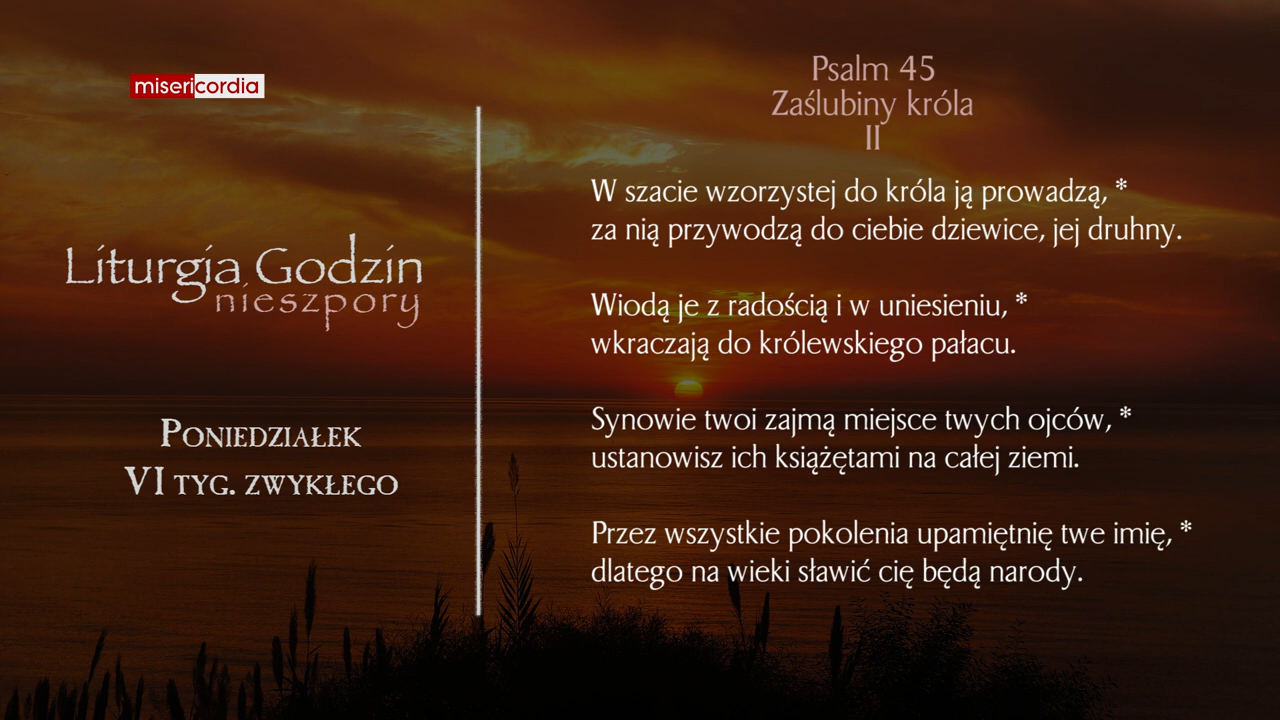 misericordia
Liturgia Godzin
nieszpory
Poniedziałek
VI tyg. zwykłego
Psalm 45
Zaślubiny króla
II
W szacie wzorzystej do króla ją prowadzą, *
za nią przywodzą do ciebie dziewice, jej druhny.
Wiodą je z radością i w uniesieniu, *
wkraczają do królewskiego pałacu.
Synowie twoi zajmą miejsce twych ojców, *
ustanowisz ich książętami na całej ziemi.
Przez wszystkie pokolenia upamiętnię twe imię, *
dlatego na wieki sławić cię będą narody.